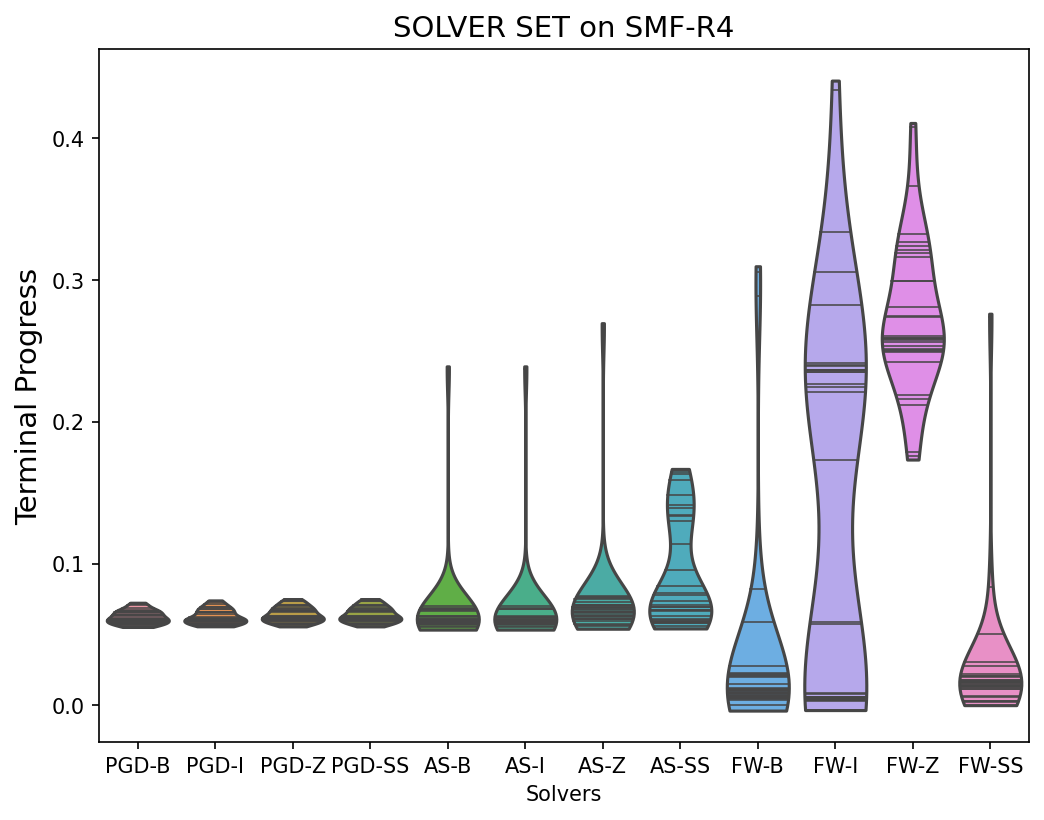 SOLVER SET on SMF-R4
Terminal Progress
0.4
0.3
0.2
0.1
0.0
PGD-B PGD-I PGD-Z PGD-SS AS-B AS-I AS-Z AS-SS FW-B FW-I FW-Z FW-SS
Solvers